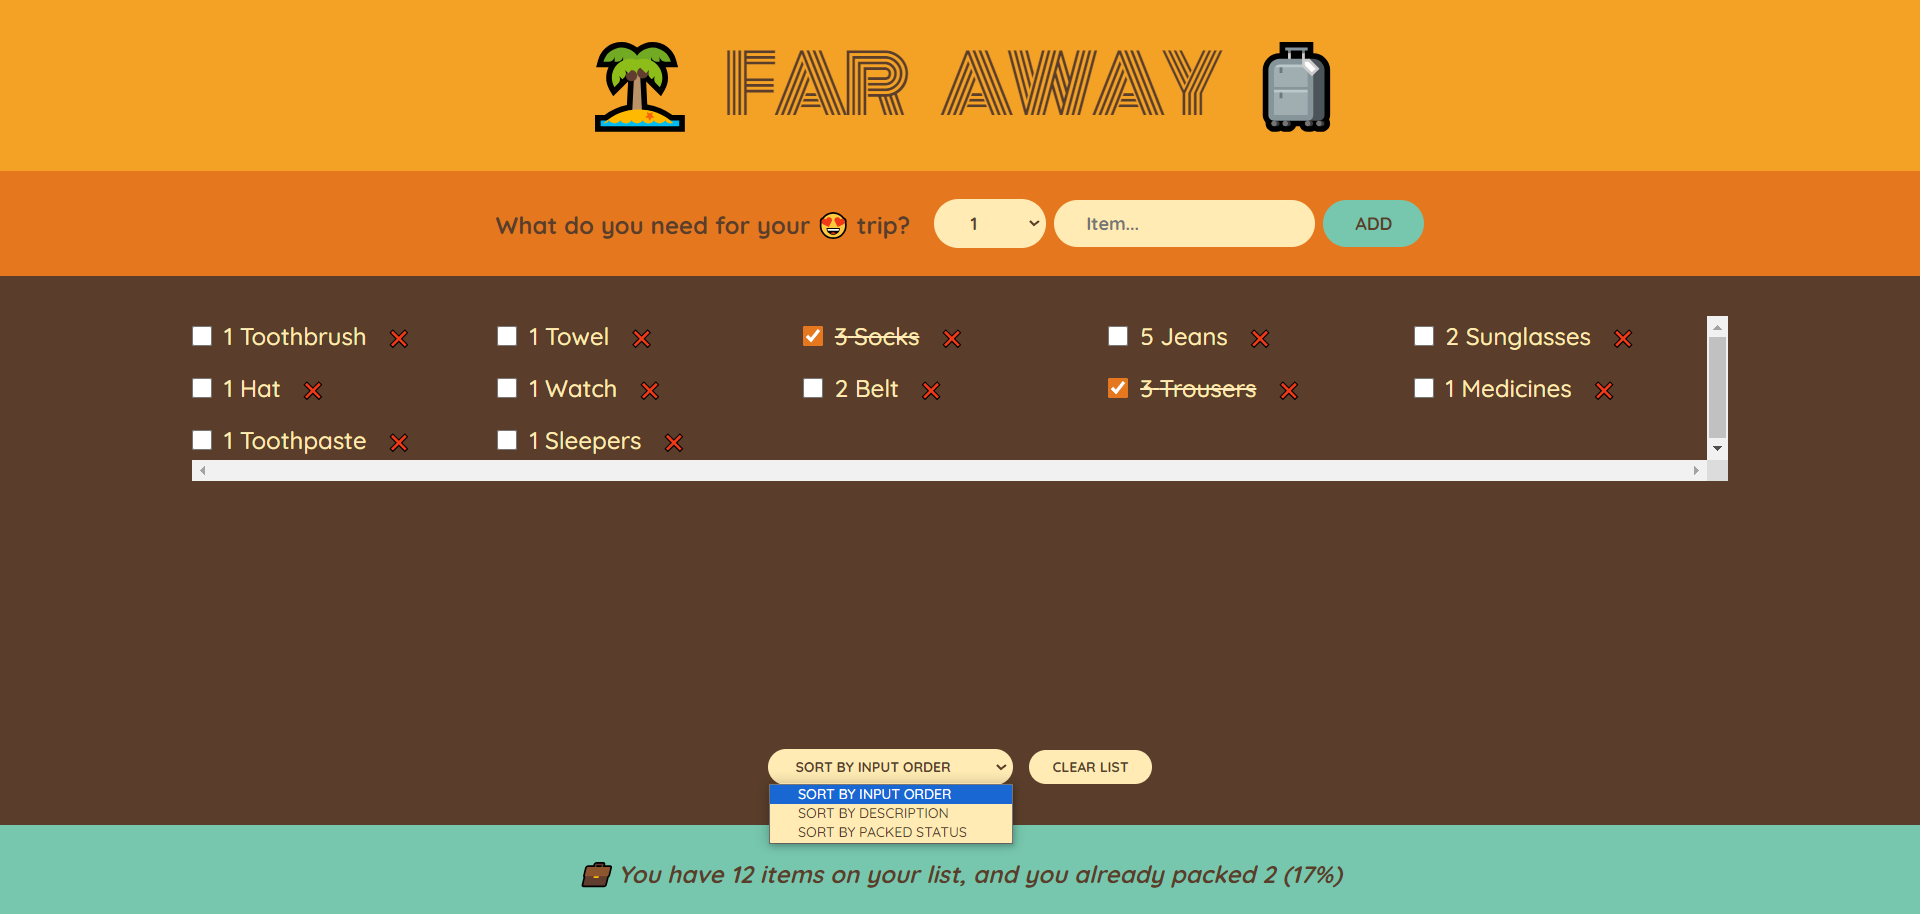 FAR AWAY
What do you need for your 😍 trip? 1 Item... ADD
1 Toothbrush ❌ 1 Towel ❌ 3 Socks ❌ 5 Jeans ❌ 2 Sunglasses ❌
1 Hat ❌ 1 Watch ❌ 2 Belt ❌ 3 Trousers ❌ 1 Medicines ❌
1 Toothpaste ❌ 1 Sleepers ❌
SORT BY INPUT ORDER CLEAR LIST
SORT BY INPUT ORDER
SORT BY DESCRIPTION
SORT BY PACKED STATUS
💼 You have 12 items on your list, and you already packed 2 (17%)